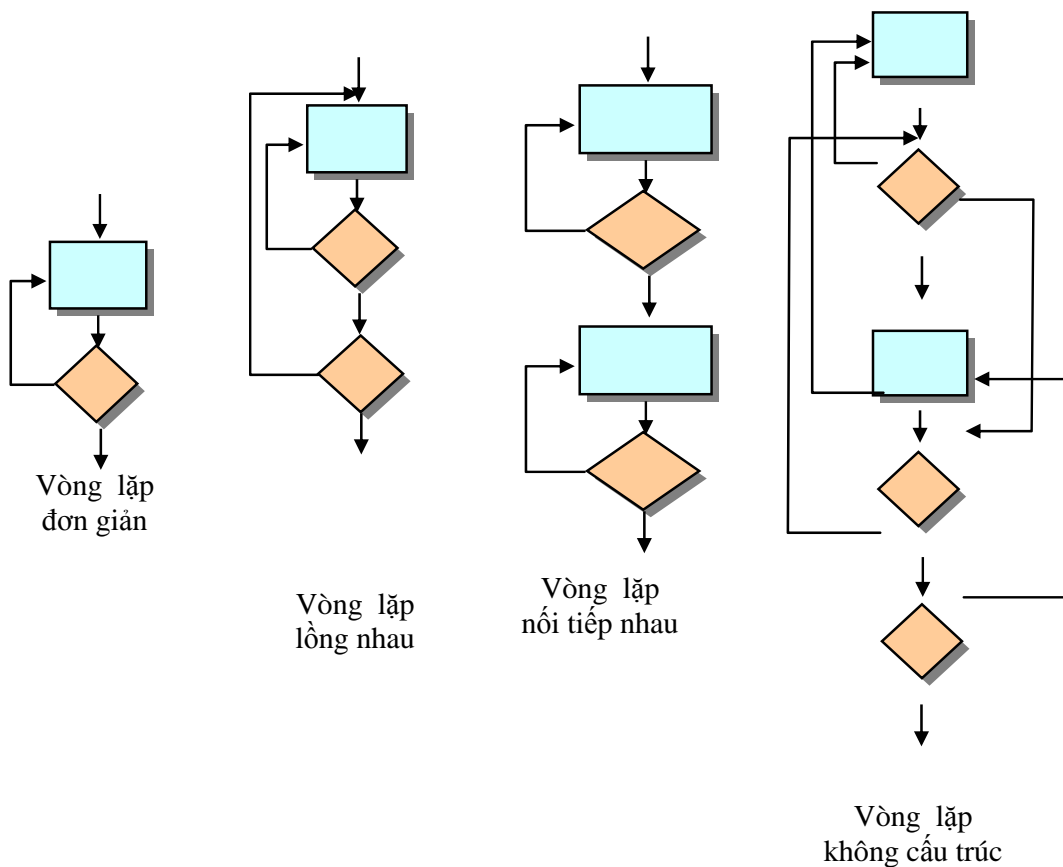 Vòng lặp
đơn giản
Vòng lặp
lồng nhau
Vòng lặp
nối tiếp nhau
Vòng lặp
không cấu trúc